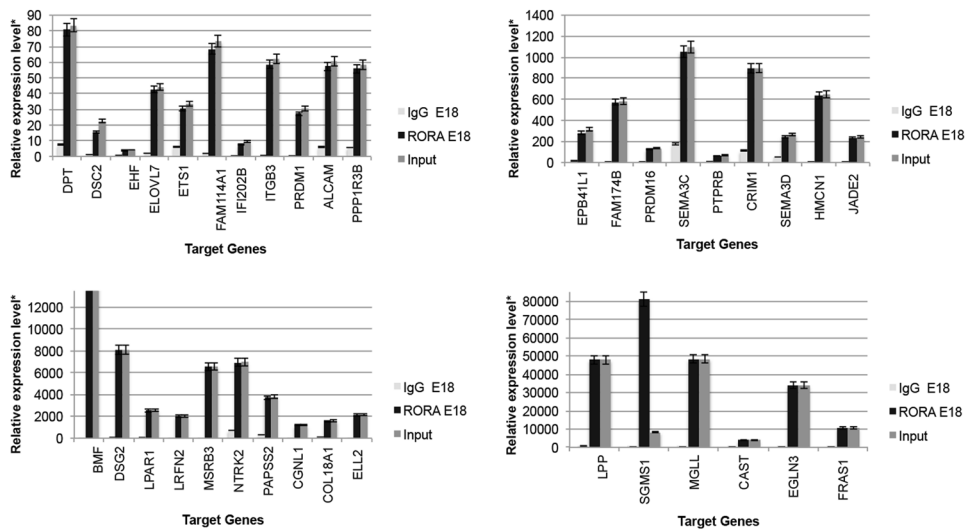 Relative expression level*
90
80
70
60
50
40
30
20
10
0
DPT
DSC2
EHF
ELOVL7
ETS1
FAM114A1
IFI202B
ITGB3
PRDM1
ALCAM
PPP1R3B
Target Genes
IgG E18
RORA E18
Input
Relative expression level*
1400
1200
1000
800
600
400
200
0
EPB41L1
FAM174B
PRDM16
SEMA3C
PTPRB
CRIM1
SEMA3D
HMCN1
JADE2
Target Genes
IgG E18
RORA E18
Input
Relative expression level*
12000
10000
8000
6000
4000
2000
0
BMF
DSG2
LPAR1
LRFN2
MSRB3
NTRK2
PAPSS2
CGNL1
COL18A1
ELL2
Target Genes
IgG E18
RORA E18
Input
Relative expression level*
80000
70000
60000
50000
40000
30000
20000
10000
0
LPP
SGMS1
MGLL
CAST
EGLN3
FRAS1
Target Genes
IgG E18
RORA E18
Input